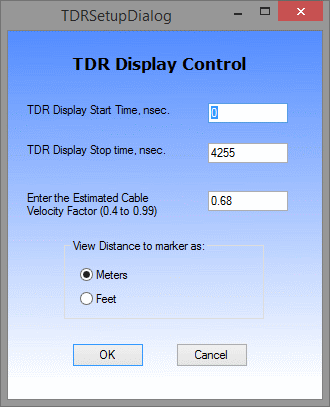 TDRSetupDialog
TDR Display Control
TDR Display Start Time, nsec.
0
TDR Display Stop time, nsec.
4255
Enter the Estimated Cable
Velocity Factor (0.4 to 0.99)
0.68
View Distance to marker as:
Meters
Feet
OK
Cancel